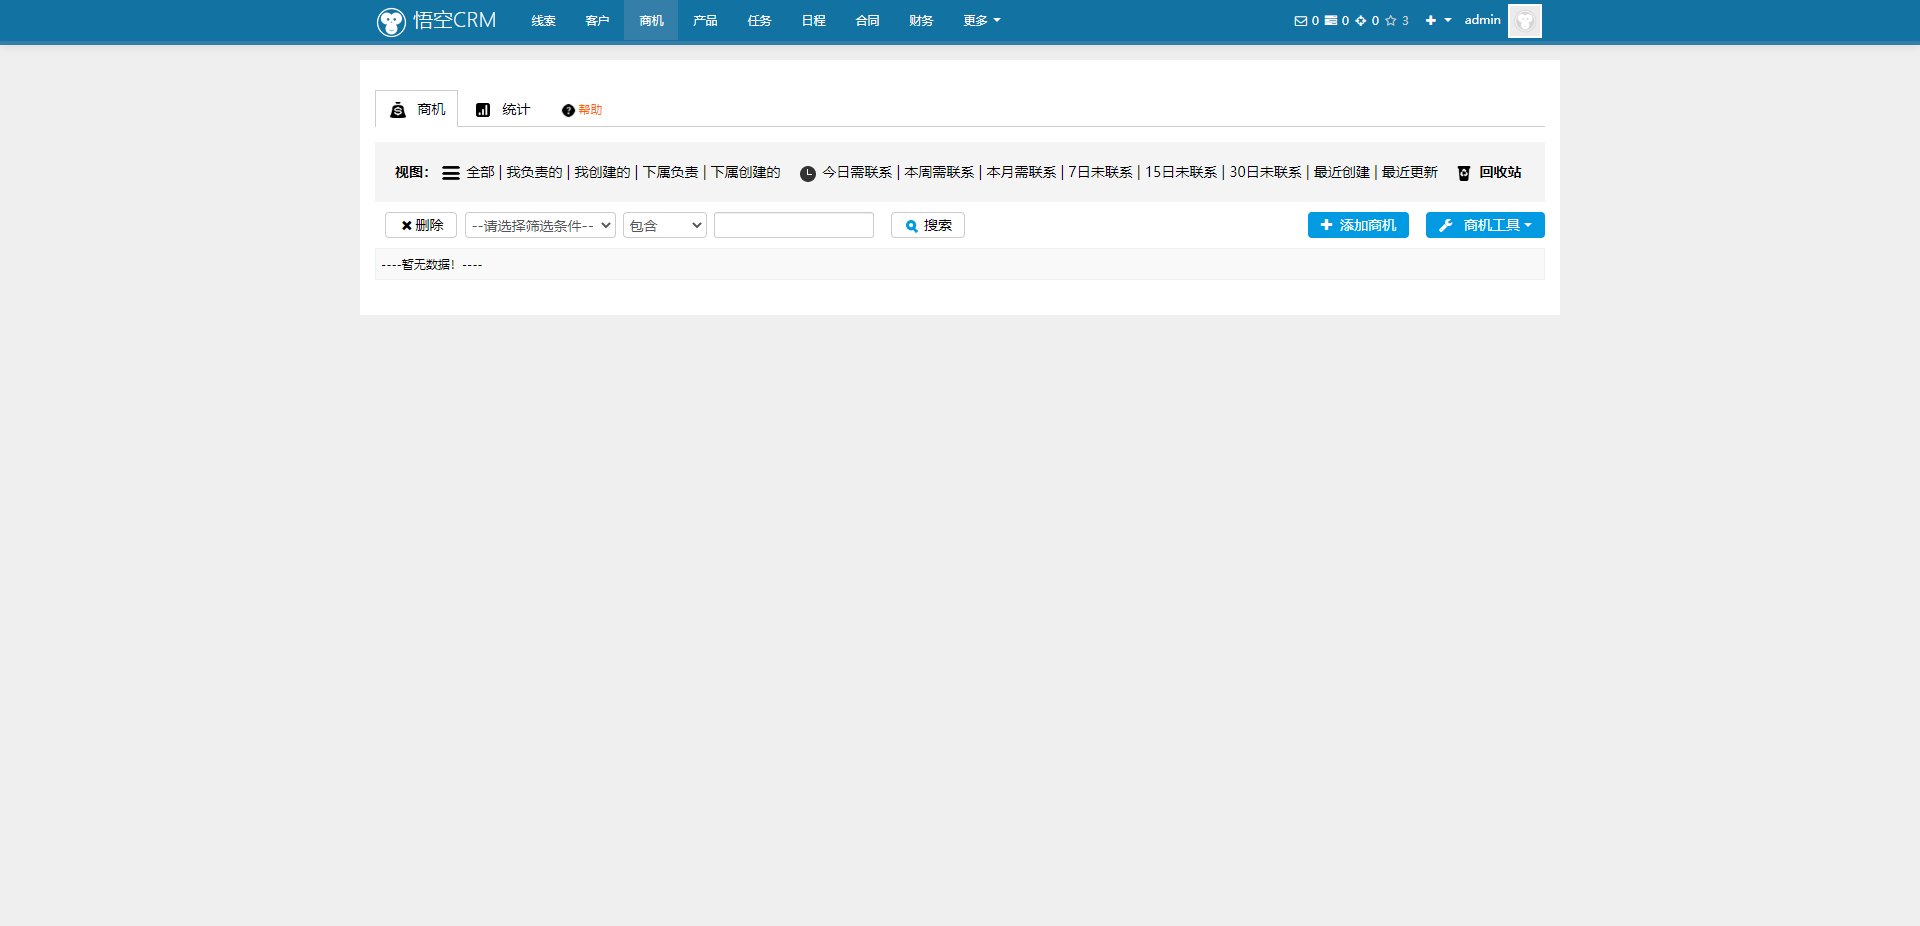 悟空CRM 线索 客户 商机 产品 任务 日程 合同 财务 更多 0 0 0 3 admin
商机 统计 帮助
视图： 全部 | 我负责的 | 我创建的 | 下属负责 | 下属创建的 今日需联系 | 本周需联系 | 本月需联系 | 7日未联系 | 15日未联系 | 30日未联系 | 最近创建 | 最近更新 回收站
删除 --请选择筛选条件-- 包含 搜索 添加商机 商机工具
----暂无数据！----